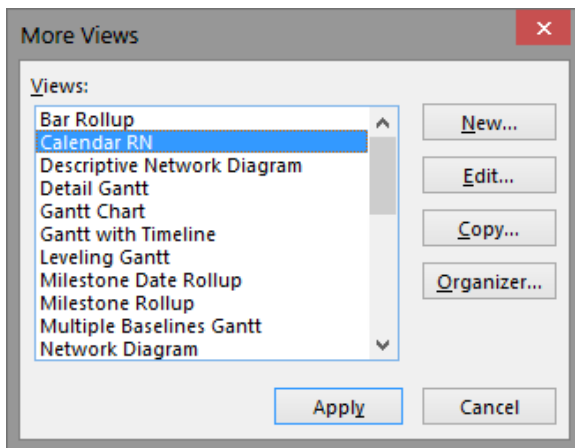 More Views
Views:
Bar Rollup
Calendar RN
Descriptive Network Diagram
Detail Gantt
Gantt Chart
Gantt with Timeline
Leveling Gantt
Milestone Date Rollup
Milestone Rollup
Multiple Baselines Gantt
Network Diagram
New...
Edit...
Copy...
Organizer...
Apply
Cancel